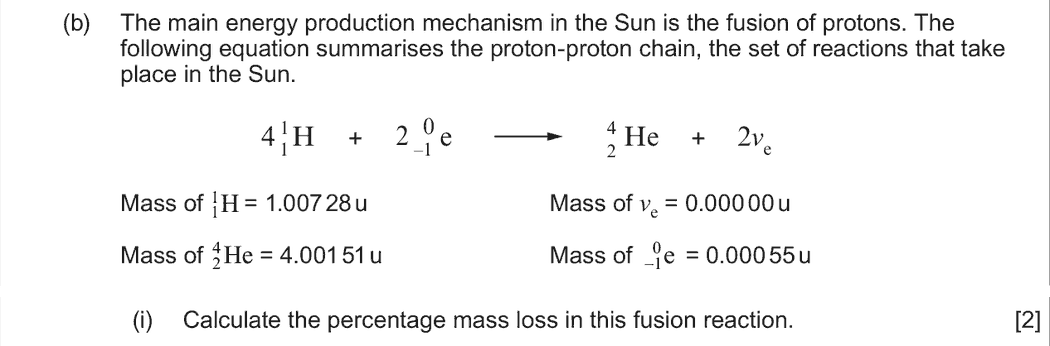 (b) The main energy production mechanism in the Sun is the fusion of protons. The
following equation summarises the proton-proton chain, the set of reactions that take
place in the Sun.
4 ¹₁H + 2 ⁰₋₁e ⟶ ⁴₂He + 2νₑ
Mass of ¹₁H = 1.007 28 u Mass of νₑ = 0.000 00 u
Mass of ⁴₂He = 4.001 51 u Mass of ⁰₋₁e = 0.000 55 u
(i) Calculate the percentage mass loss in this fusion reaction. [2]